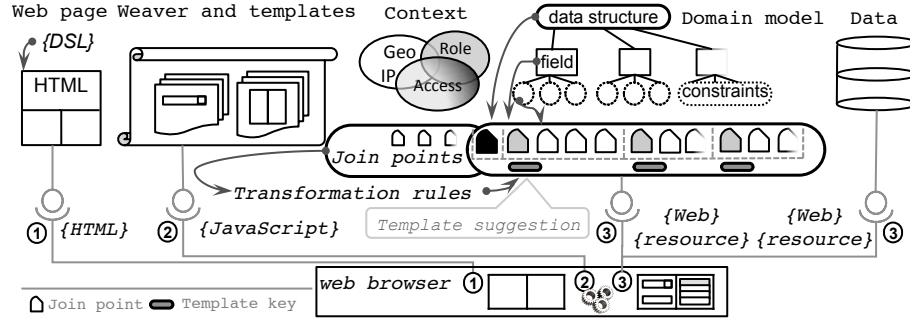 Web page Weaver and templates Context Domain model Data
{DSL}
HTML
Geo
IP
Role
Access
data structure
field
constraints
Join points
Transformation rules
Template suggestion
① {HTML}
② {JavaScript}
③ {Web} {Web} ③
{resource} {resource}
web browser ① ② ③
Join point Template key